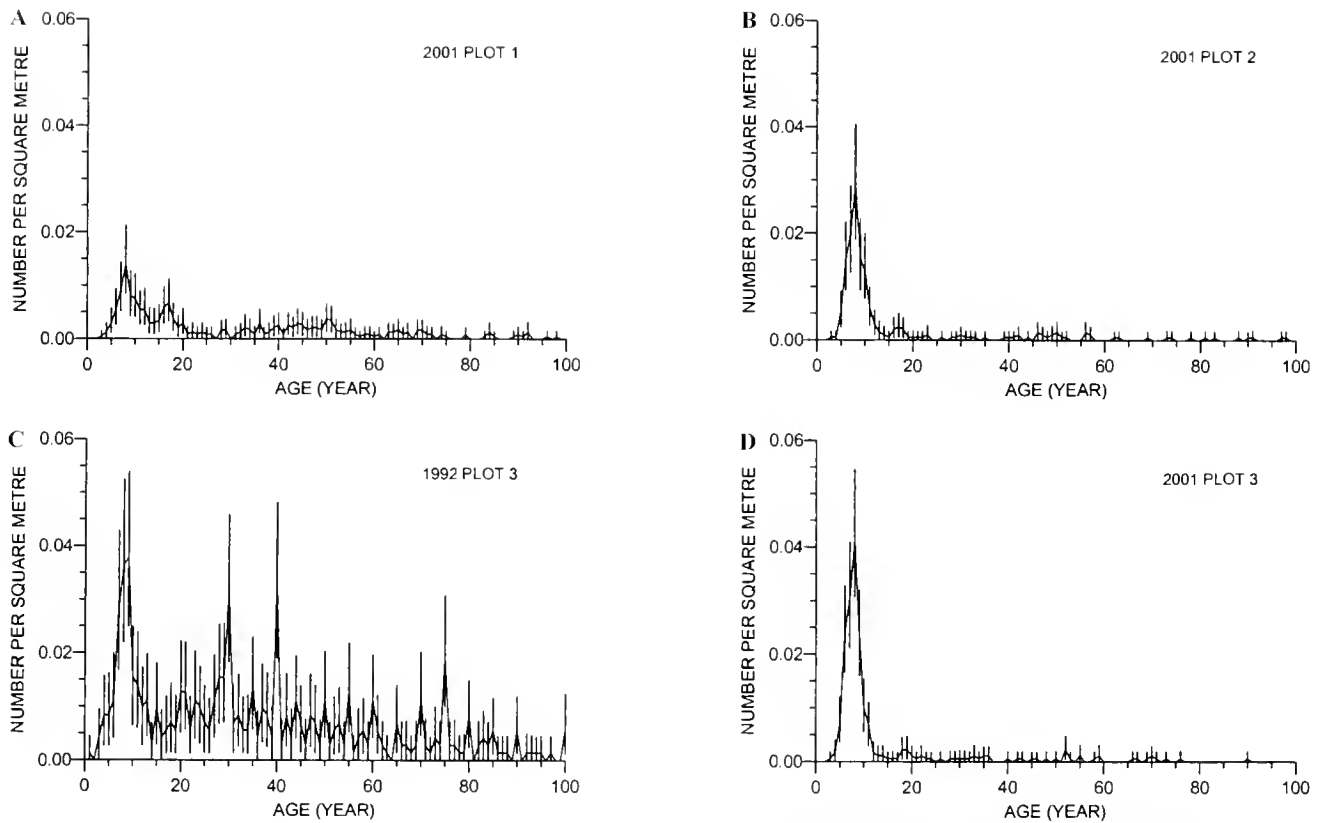 A
0.06
2001 PLOT 1
0.04
0.02
0.00
0 20 40 60 80 100
NUMBER PER SQUARE METRE
AGE (YEAR)
B
0.06
2001 PLOT 2
0.04
0.02
0.00
0 20 40 60 80 100
NUMBER PER SQUARE METRE
AGE (YEAR)
C
0.06
1992 PLOT 3
0.04
0.02
0.00
0 20 40 60 80 100
NUMBER PER SQUARE METRE
AGE (YEAR)
D
0.06
2001 PLOT 3
0.04
0.02
0.00
0 20 40 60 80 100
NUMBER PER SQUARE METRE
AGE (YEAR)